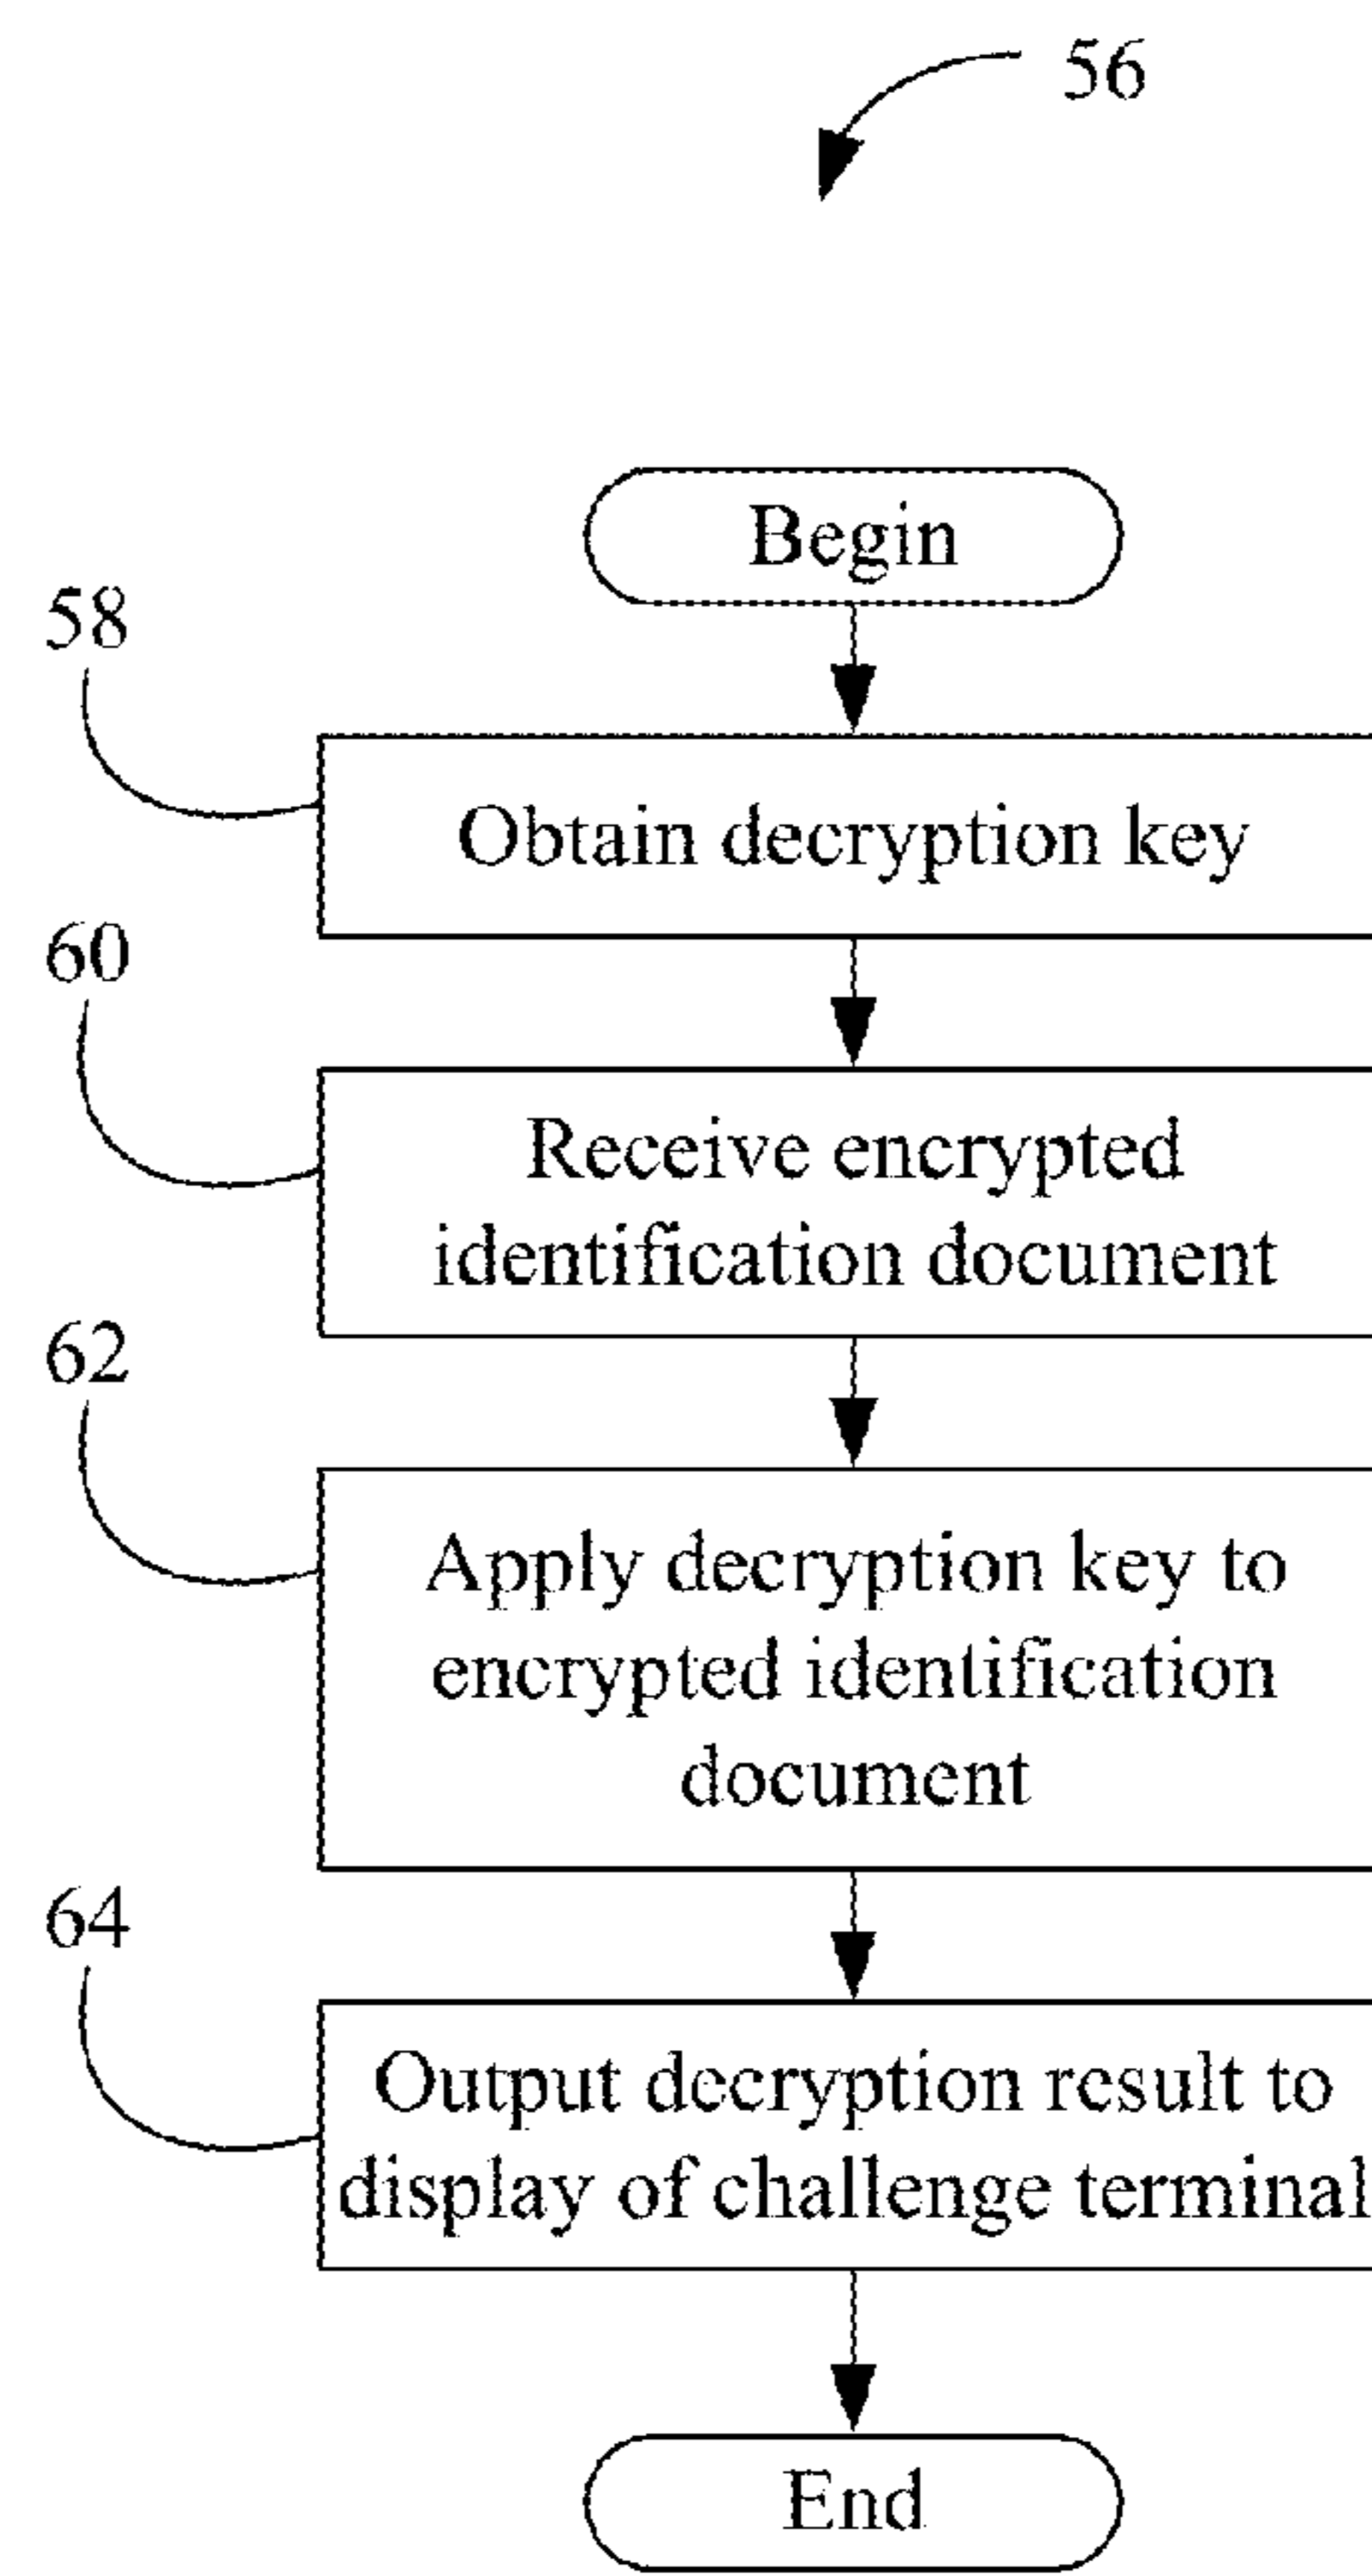 56
Begin
58
Obtain decryption key
60
Receive encrypted
identification document
62
Apply decryption key to
encrypted identification
document
64
Output decryption result to
display of challenge terminal
End